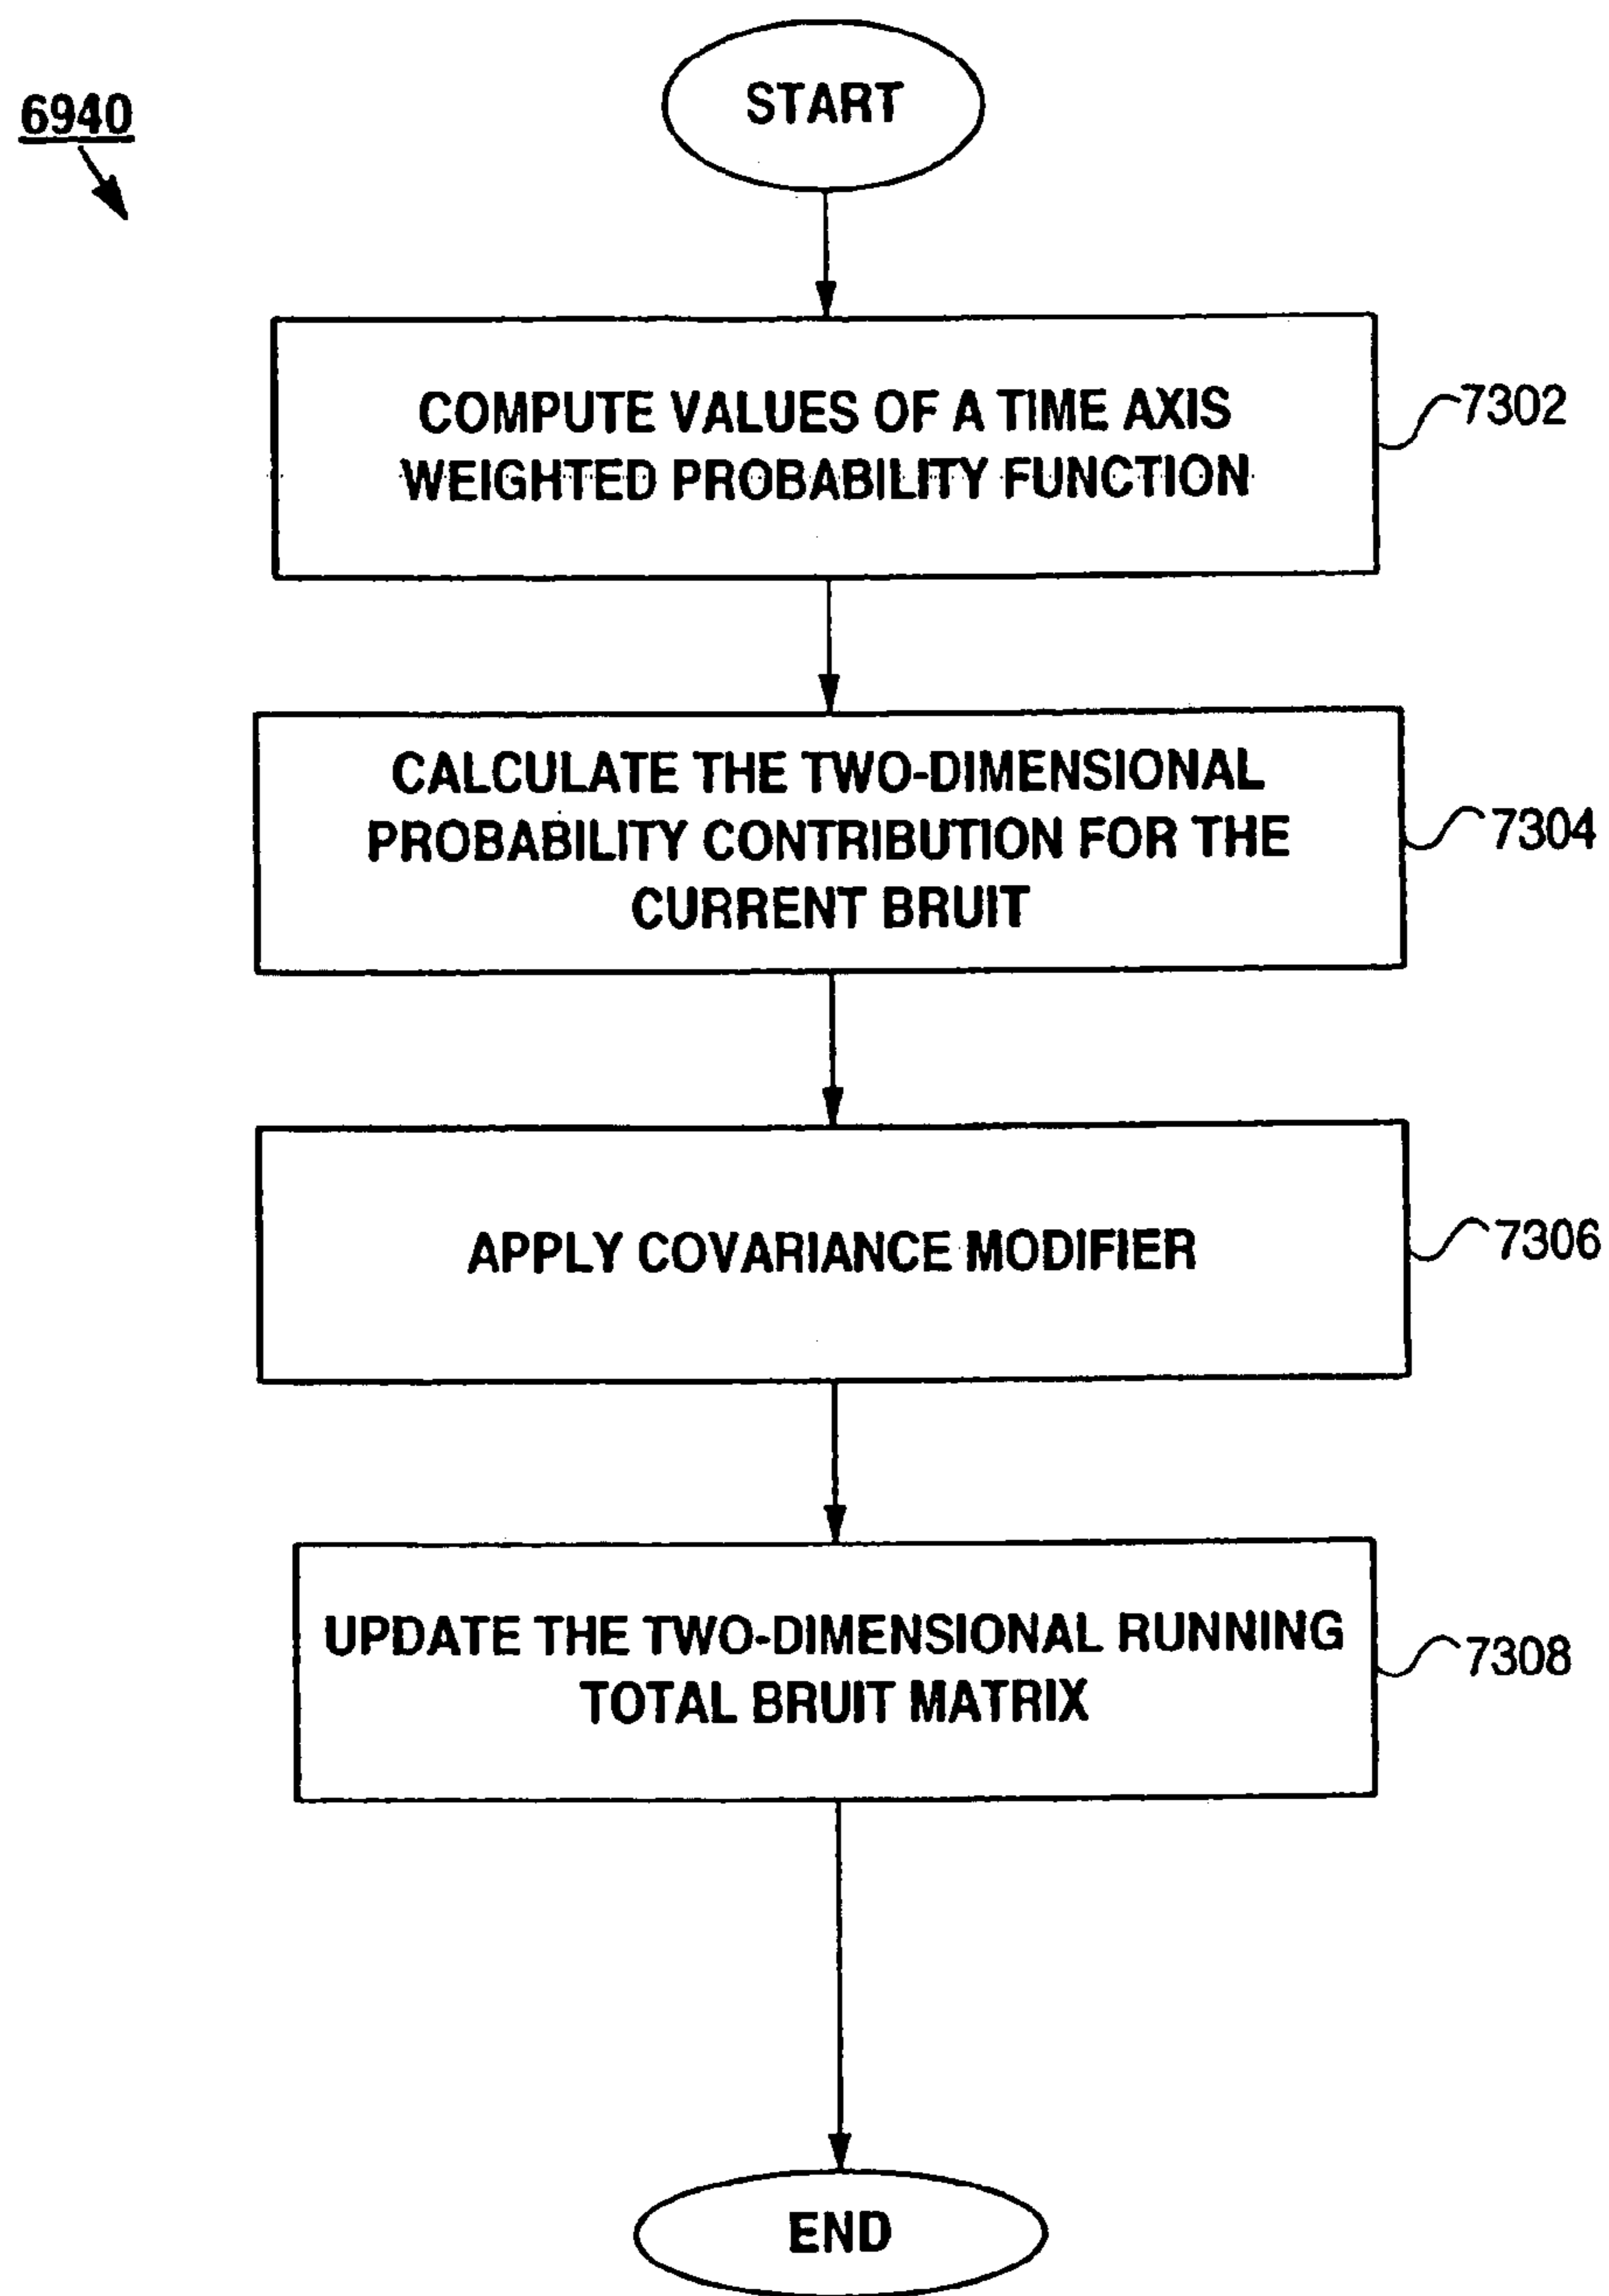 START
6940
COMPUTE VALUES OF A TIME AXIS
WEIGHTED PROBABILITY FUNCTION
7302
CALCULATE THE TWO-DIMENSIONAL
PROBABILITY CONTRIBUTION FOR THE
CURRENT BRUIT
7304
APPLY COVARIANCE MODIFIER
7306
UPDATE THE TWO-DIMENSIONAL RUNNING
TOTAL BRUIT MATRIX
7308
END